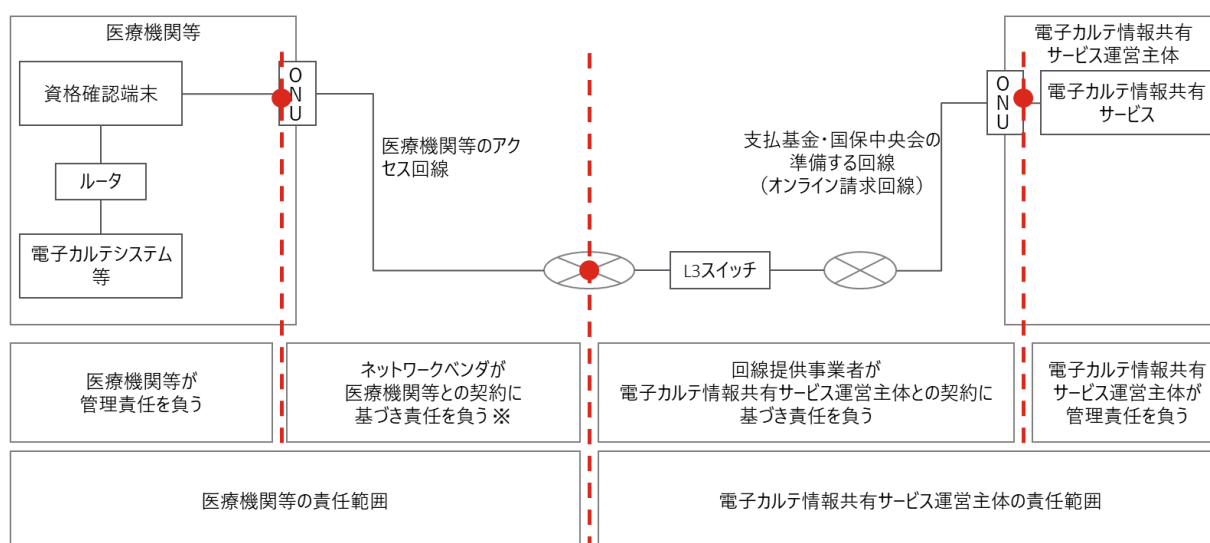 医療機関等
資格確認端末
ルータ
電子カルテシステム
等
ONU
医療機関等のアク
セス回線
L3スイッチ
支払基金・国保中央会の
準備する回線
（オンライン請求回線）
ONU
電子カルテ情報共有
サービス運営主体
電子カルテ情報共有
サービス
医療機関等が
管理責任を負う
ネットワークベンダが
医療機関等との契約に
基づき責任を負う※
回線提供事業者が
電子カルテ情報共有サービス運営主体との契約に
基づき責任を負う
電子カルテ情報共有
サービス運営主体が
管理責任を負う
医療機関等の責任範囲
電子カルテ情報共有サービス運営主体の責任範囲